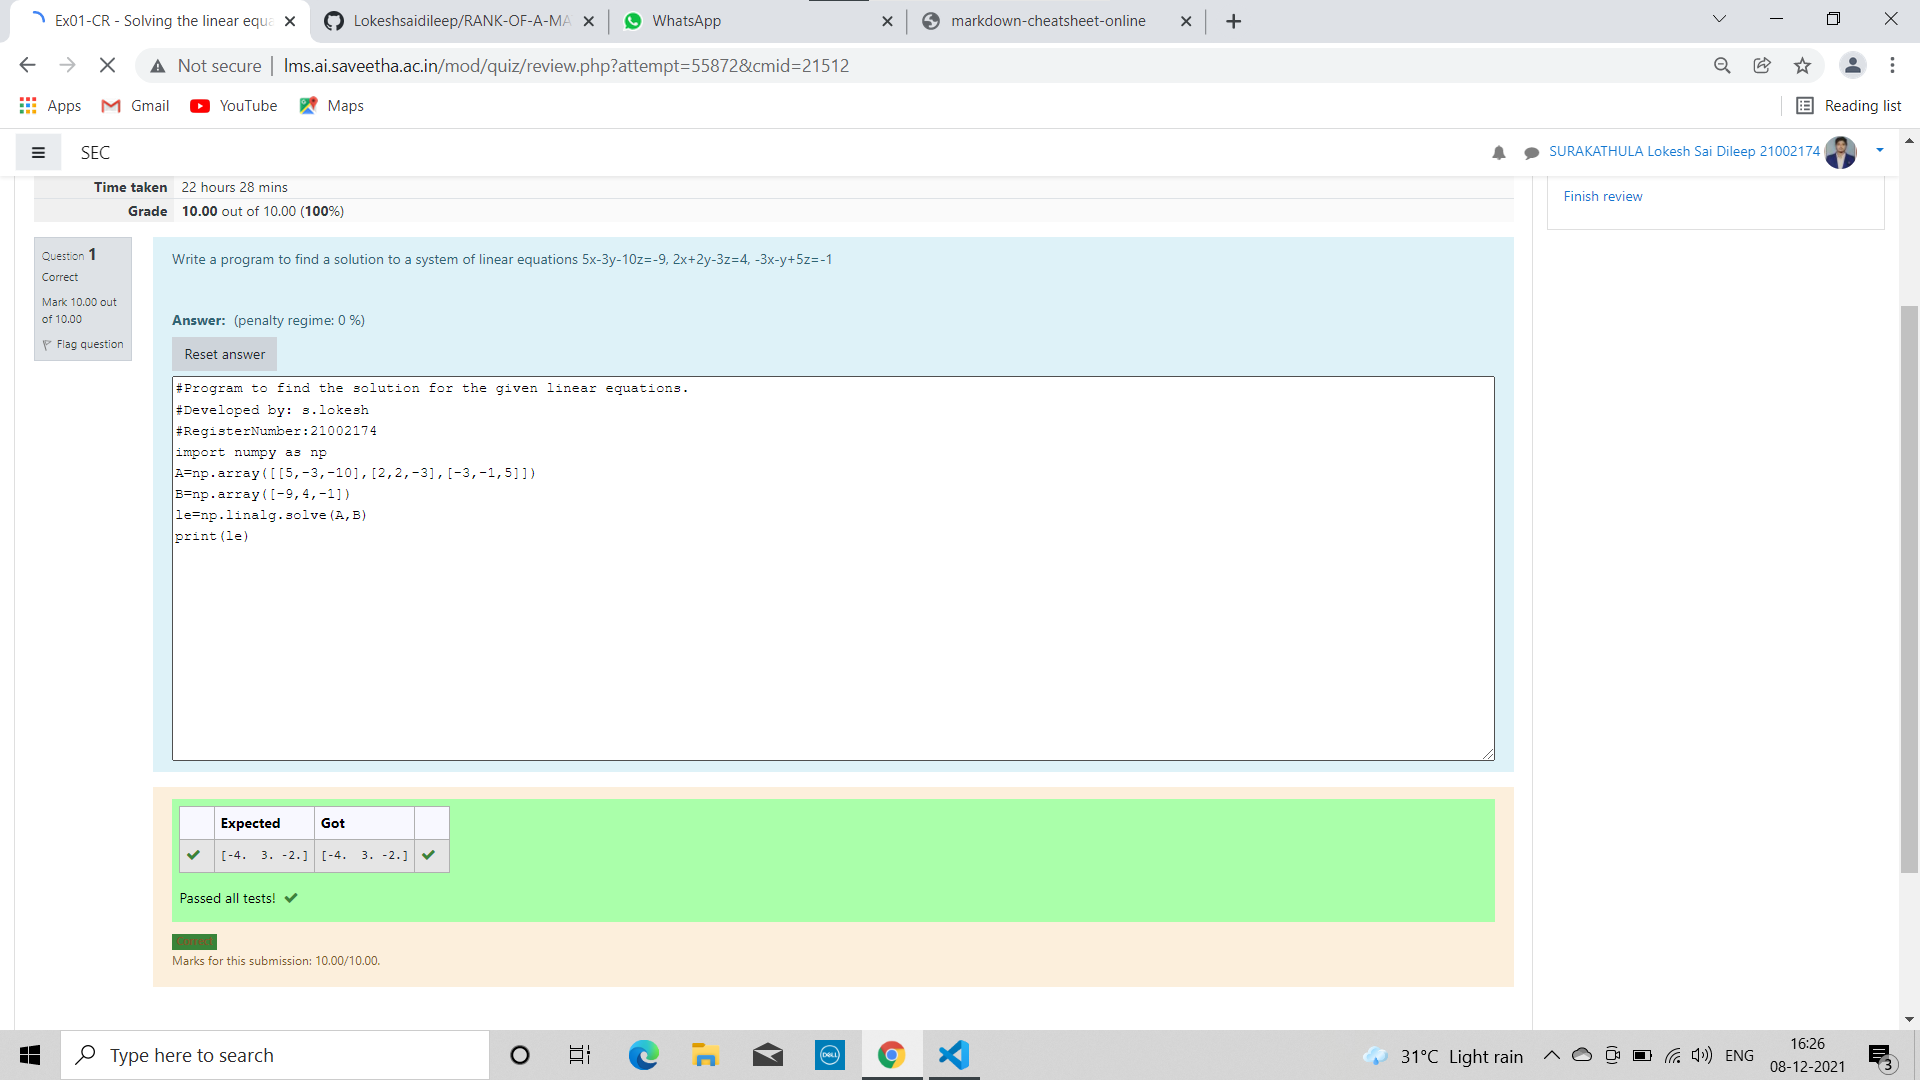 Ex01-CR - Solving the linear equa
Lokeshsaidileep/RANK-OF-A-MA
WhatsApp
markdown-cheatsheet-online
Not secure
lms.ai.saveetha.ac.in/mod/quiz/review.php?attempt=55872&cmid=21512
Apps
Gmail
YouTube
Maps
Reading list
SEC
SURAKATHULA Lokesh Sai Dileep 21002174
Time taken 22 hours 28 mins
Grade 10.00 out of 10.00 (100%)
Finish review
Question 1
Correct
Mark 10.00 out
of 10.00
Flag question
Write a program to find a solution to a system of linear equations 5x-3y-10z=-9, 2x+2y-3z=4, -3x-y+5z=-1
Answer: (penalty regime: 0 %)
Reset answer
#Program to find the solution for the given linear equations.
#Developed by: s.lokesh
#RegisterNumber:21002174
import numpy as np
A=np.array([[5,-3,-10],[2,2,-3],[-3,-1,5]])
B=np.array([-9,4,-1])
le=np.linalg.solve(A,B)
print(le)
Expected Got
[-4.  3. -2.] [-4.  3. -2.]
Passed all tests!
Correct
Marks for this submission: 10.00/10.00.
Type here to search
DELL
31°C Light rain
ENG
16:26
08-12-2021
3